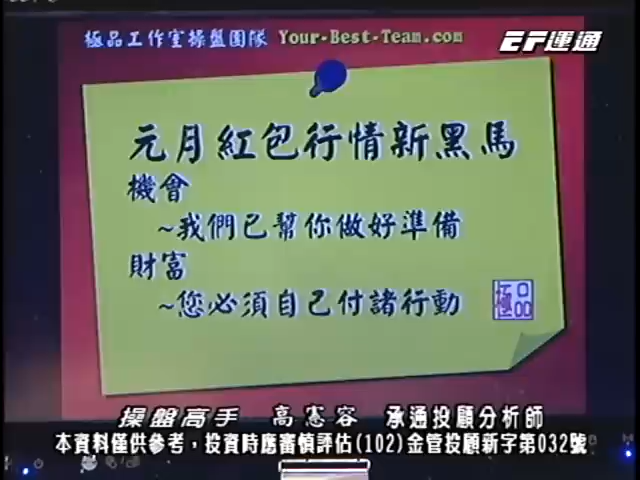 極品工作室操盤團隊 Your-Best-Team.com
EF運通
元月紅包行情新黑馬
機會
~我們已幫你做好準備
財富
~您必須自己付諸行動
極品
操盤高手 高憲容 承通投顧分析師
本資料僅供參考，投資時應審慎評估(102)金管投顧新字第032號